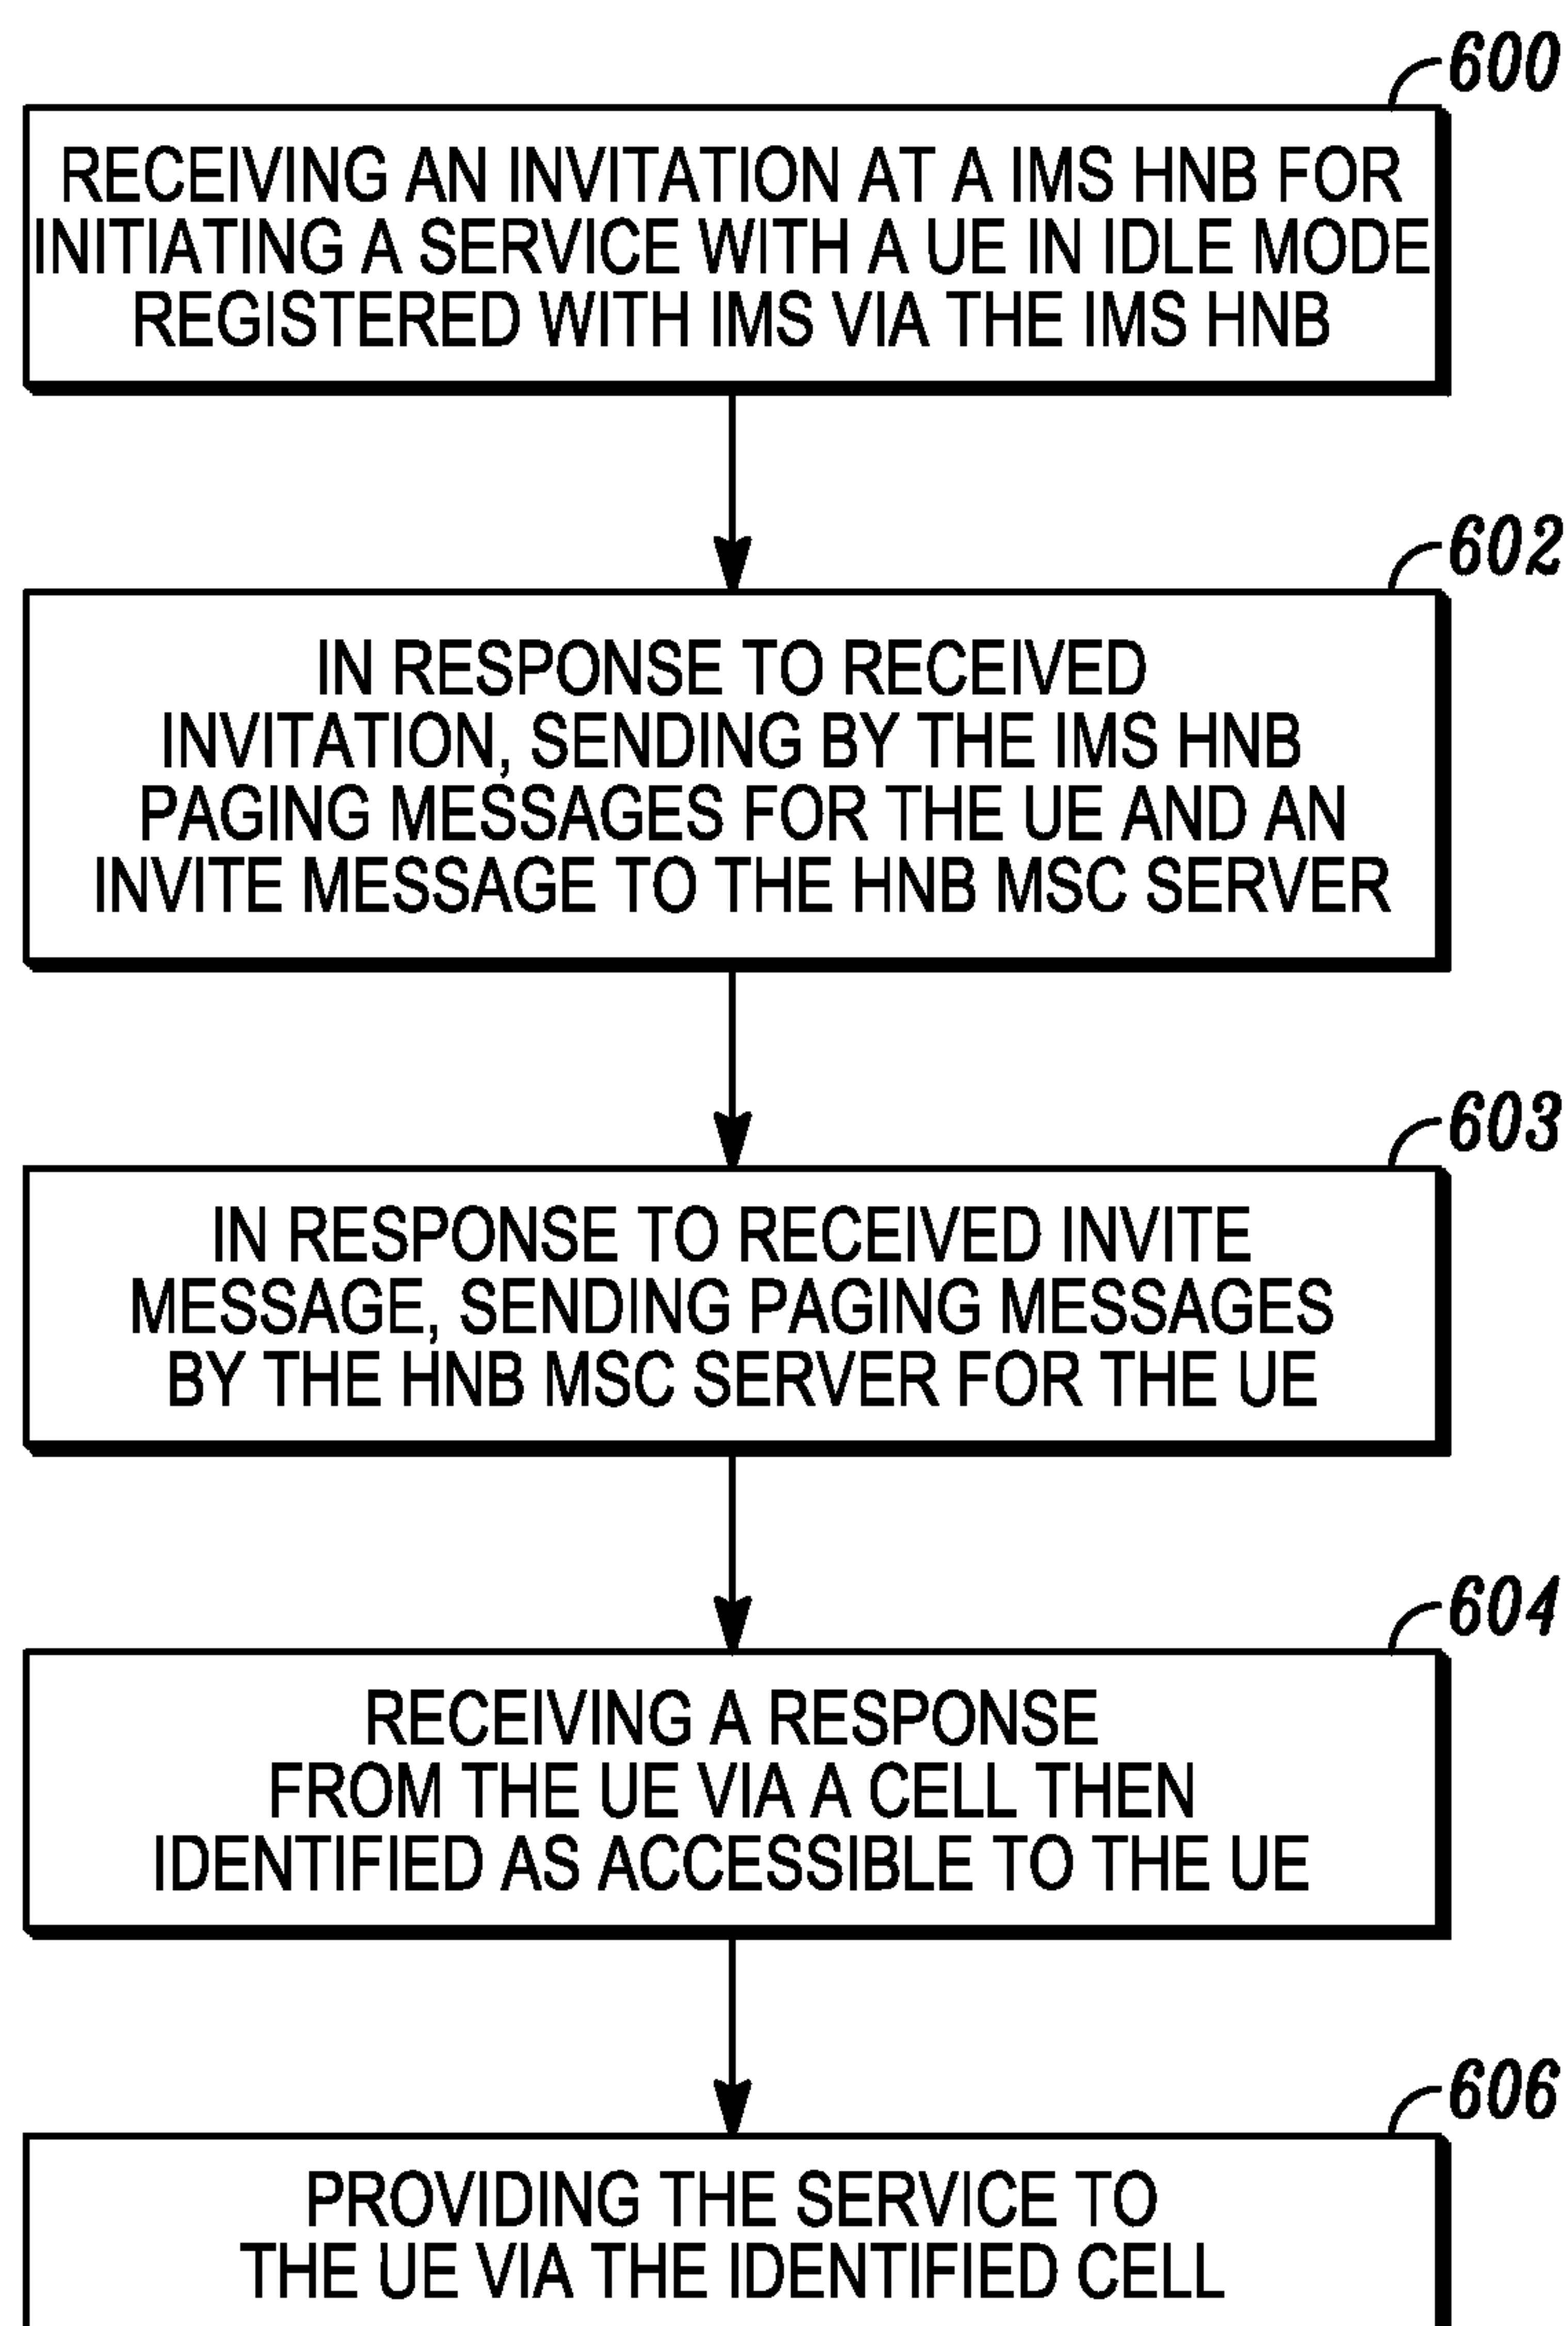 600
RECEIVING AN INVITATION AT A IMS HNB FOR
INITIATING A SERVICE WITH A UE IN IDLE MODE
REGISTERED WITH IMS VIA THE IMS HNB
602
IN RESPONSE TO RECEIVED
INVITATION, SENDING BY THE IMS HNB
PAGING MESSAGES FOR THE UE AND AN
INVITE MESSAGE TO THE HNB MSC SERVER
603
IN RESPONSE TO RECEIVED INVITE
MESSAGE, SENDING PAGING MESSAGES
BY THE HNB MSC SERVER FOR THE UE
604
RECEIVING A RESPONSE
FROM THE UE VIA A CELL THEN
IDENTIFIED AS ACCESSIBLE TO THE UE
606
PROVIDING THE SERVICE TO
THE UE VIA THE IDENTIFIED CELL